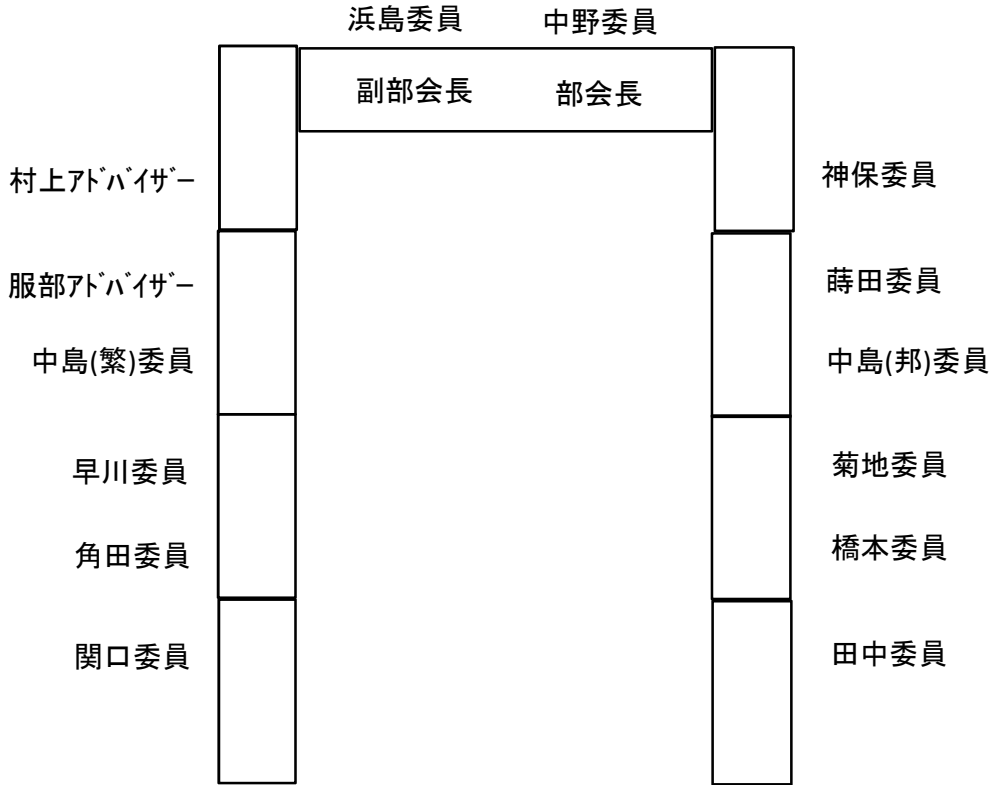 浜島委員 中野委員
副部会長 部会長
村上ｱﾄﾞﾊﾞｲｻﾞｰ 神保委員
服部ｱﾄﾞﾊﾞｲｻﾞｰ 蒔田委員
中島(繁)委員 中島(邦)委員
早川委員 菊地委員
角田委員 橋本委員
関口委員 田中委員